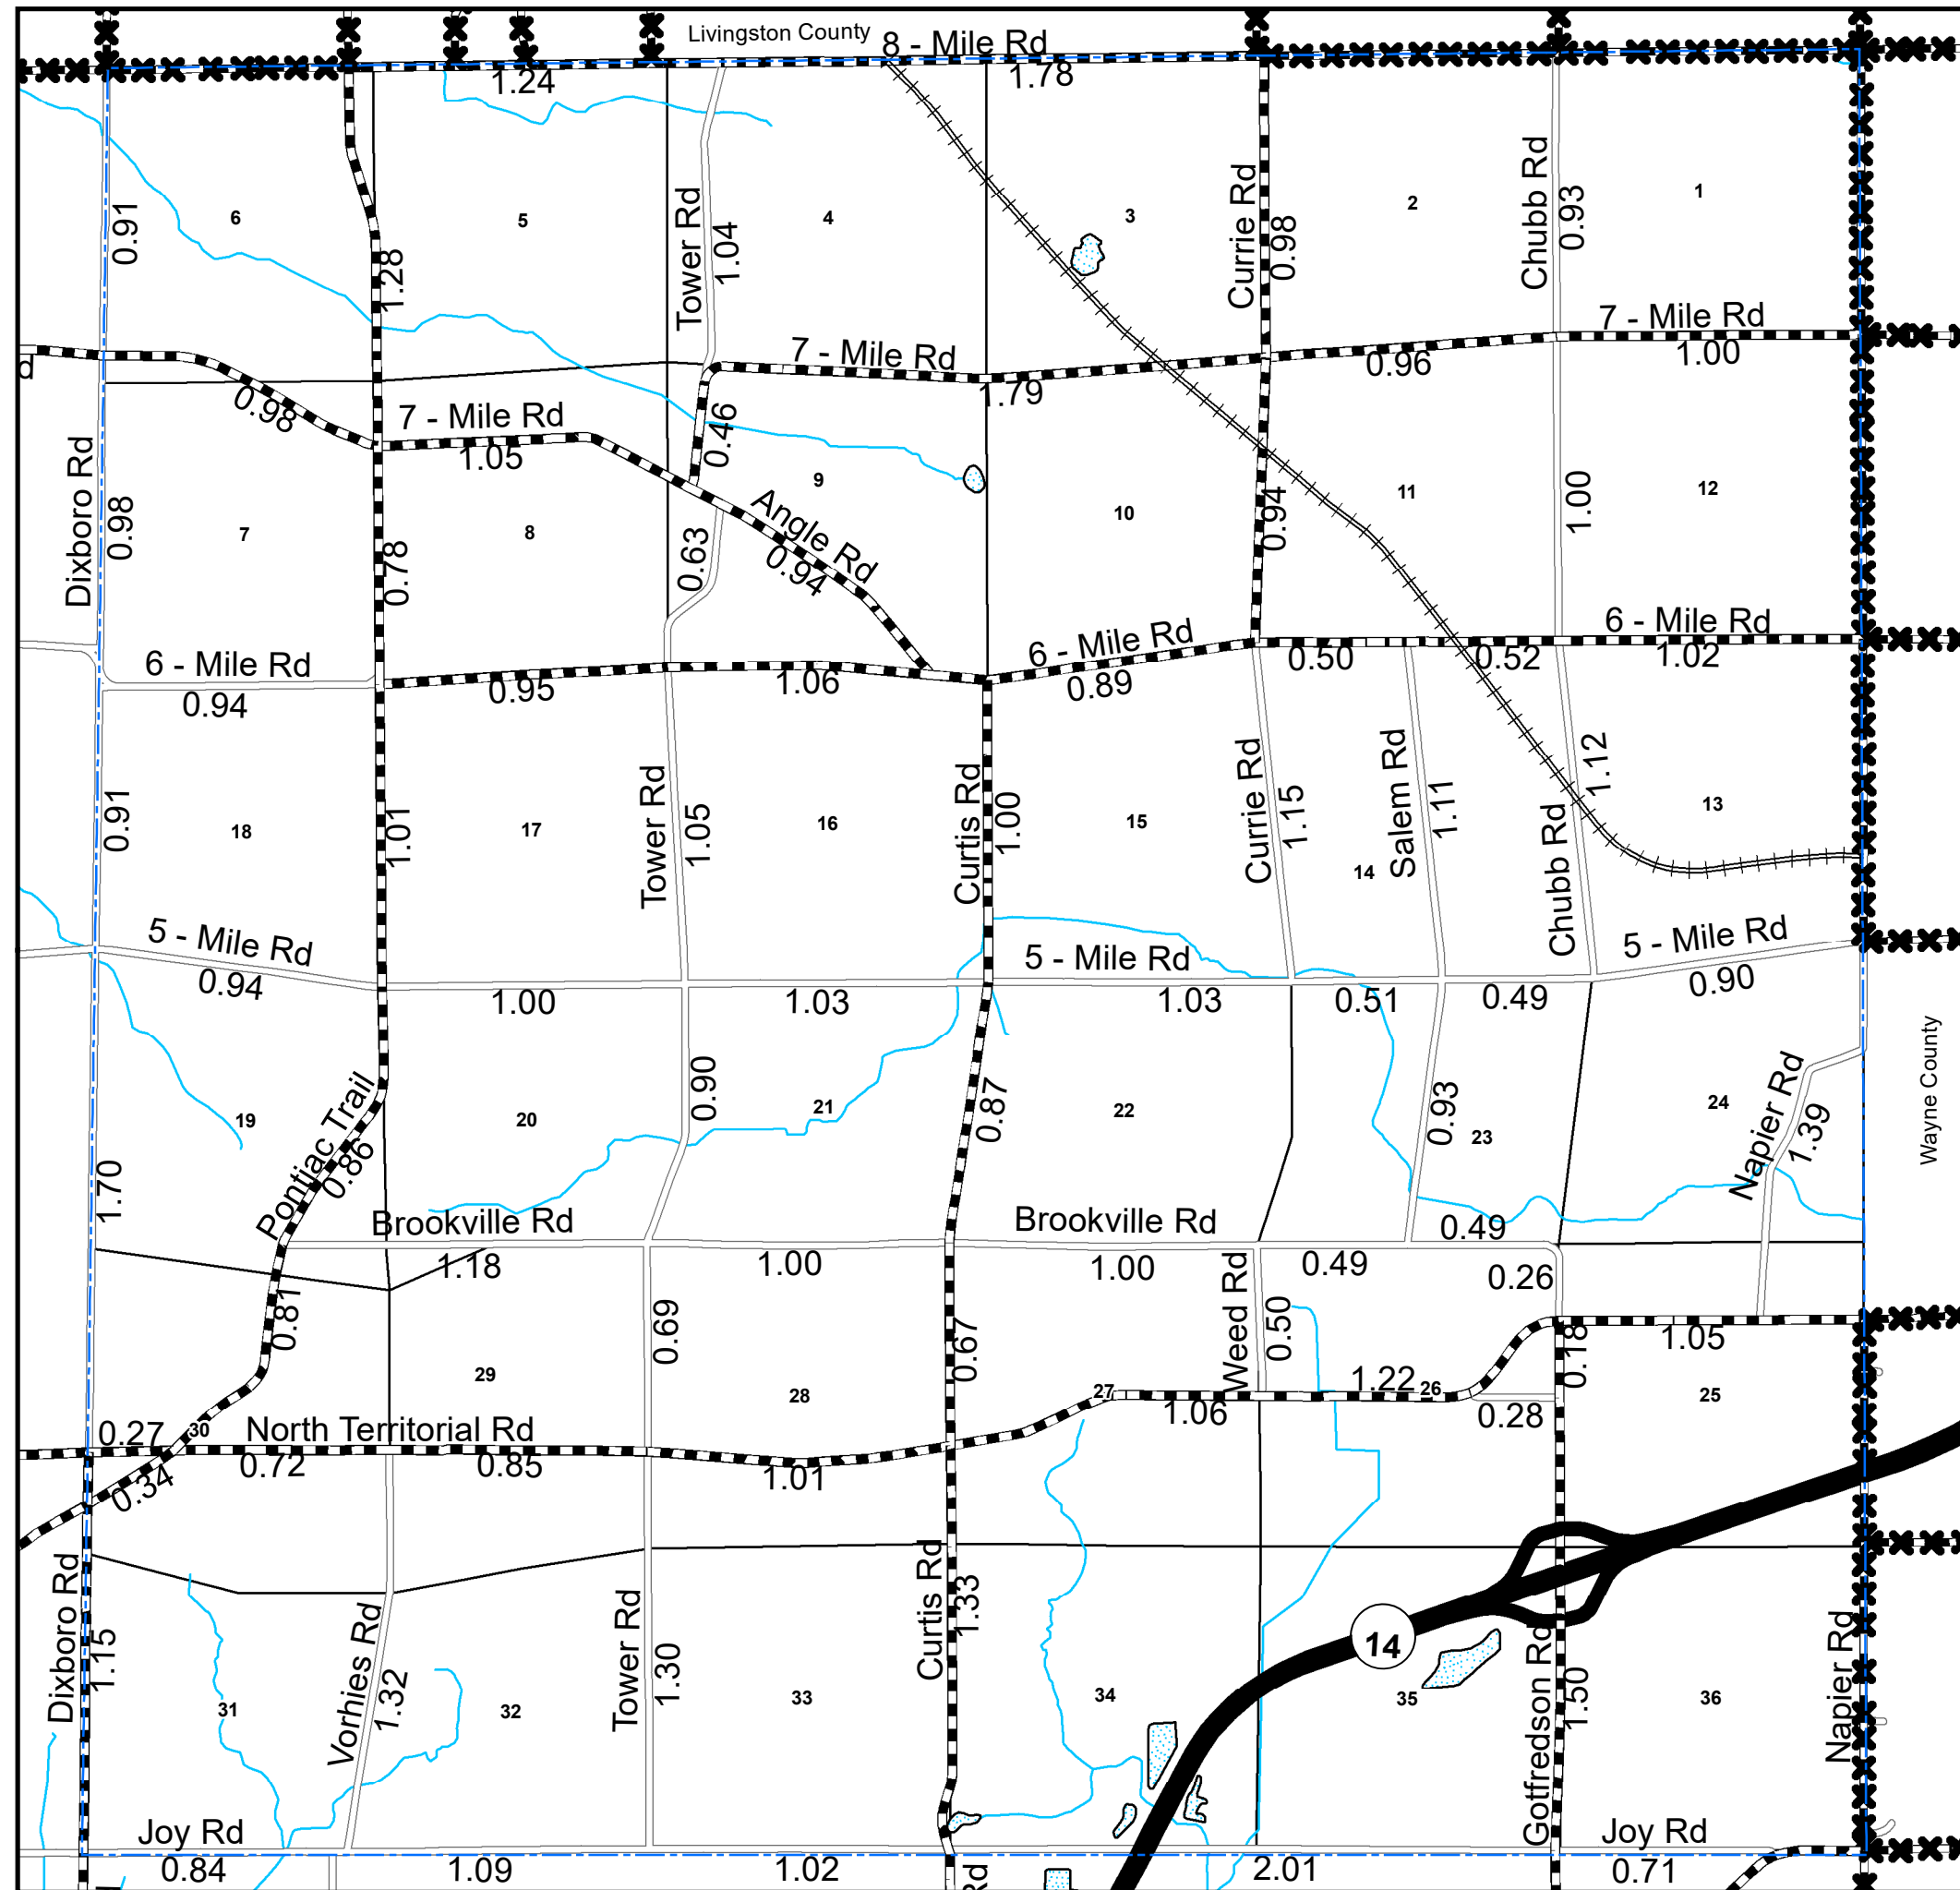 Livingston County
8 - Mile Rd
1.24
1.78
6
5
4
3
2
1
0.91
1.28
Tower Rd
1.04
Currie Rd
0.98
Chubb Rd
0.93
7 - Mile Rd
1.00
7 - Mile Rd
0.96
d
0.98
7 - Mile Rd
1.05
0.46
1.79
Dixboro Rd
0.98
7
0.78
8
0.63
9
Angle Rd
0.94
10
0.94
11
1.00
12
6 - Mile Rd
0.94
0.95
1.06
6 - Mile Rd
0.89
0.50
0.52
6 - Mile Rd
1.02
0.91
18
1.01
17
Tower Rd
1.05
16
Curtis Rd
1.00
15
Currie Rd
1.15
14
Salem Rd
1.11
Chubb Rd
1.12
13
5 - Mile Rd
0.94
1.00
1.03
5 - Mile Rd
1.03
0.51
0.49
5 - Mile Rd
0.90
Wayne County
19
Pontiac Trail
0.86
20
0.90
21
0.87
22
0.93
23
24
Napier Rd
1.39
1.70
Brookville Rd
1.18
1.00
Brookville Rd
1.00
0.49
0.49
0.26
0.81
29
0.69
28
0.67
27
Weed Rd
0.50
1.22
26
0.18
1.05
25
0.27
30
North Territorial Rd
0.34
0.72
0.85
1.01
1.06
0.28
Dixboro Rd
1.15
31
Vorhies Rd
1.32
32
Tower Rd
1.30
33
Curtis Rd
1.33
34
14
35
Gotfredson Rd
1.50
36
Napier Rd
Joy Rd
0.84
1.09
1.02
Rd
2.01
Joy Rd
0.71